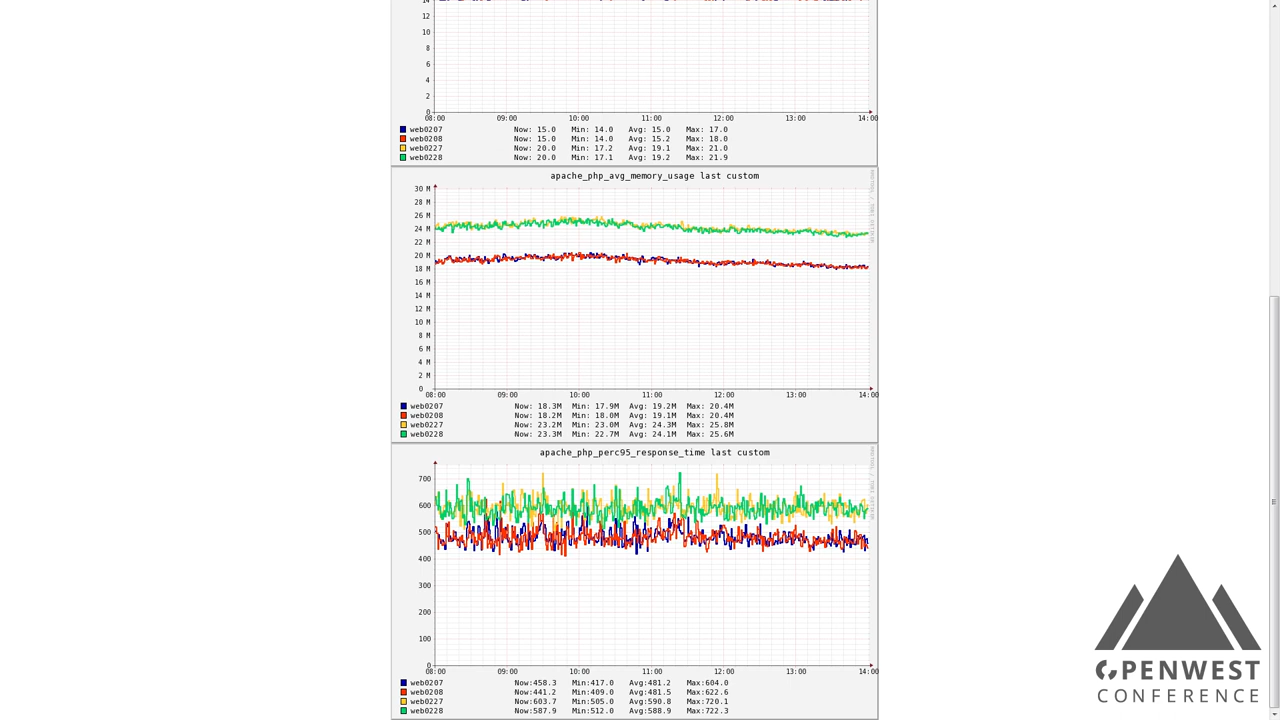 14
12
10
8
6
4
2
0
08:00 09:00 10:00 11:00 12:00 13:00 14:00
web0207 Now: 15.0 Min: 14.0 Avg: 15.0 Max: 17.0
web0208 Now: 15.0 Min: 14.0 Avg: 15.2 Max: 18.0
web0227 Now: 20.0 Min: 17.2 Avg: 19.1 Max: 21.0
web0228 Now: 20.0 Min: 17.1 Avg: 19.2 Max: 21.9
apache_php_avg_memory_usage last custom
30 M
28 M
26 M
24 M
22 M
20 M
18 M
16 M
14 M
12 M
10 M
8 M
6 M
4 M
2 M
0
08:00 09:00 10:00 11:00 12:00 13:00 14:00
web0207 Now: 18.3M Min: 17.9M Avg: 19.2M Max: 20.4M
web0208 Now: 18.2M Min: 18.0M Avg: 19.1M Max: 20.4M
web0227 Now: 23.2M Min: 23.0M Avg: 24.3M Max: 25.8M
web0228 Now: 23.3M Min: 22.7M Avg: 24.1M Max: 25.6M
apache_php_perc95_response_time last custom
700
600
500
400
300
200
100
0
08:00 09:00 10:00 11:00 12:00 13:00 14:00
web0207 Now:458.3 Min:417.0 Avg:481.2 Max:604.0
web0208 Now:441.2 Min:409.0 Avg:481.5 Max:622.6
web0227 Now:603.7 Min:505.0 Avg:590.8 Max:720.1
web0228 Now:587.9 Min:512.0 Avg:588.9 Max:722.3
OPENWEST
CONFERENCE